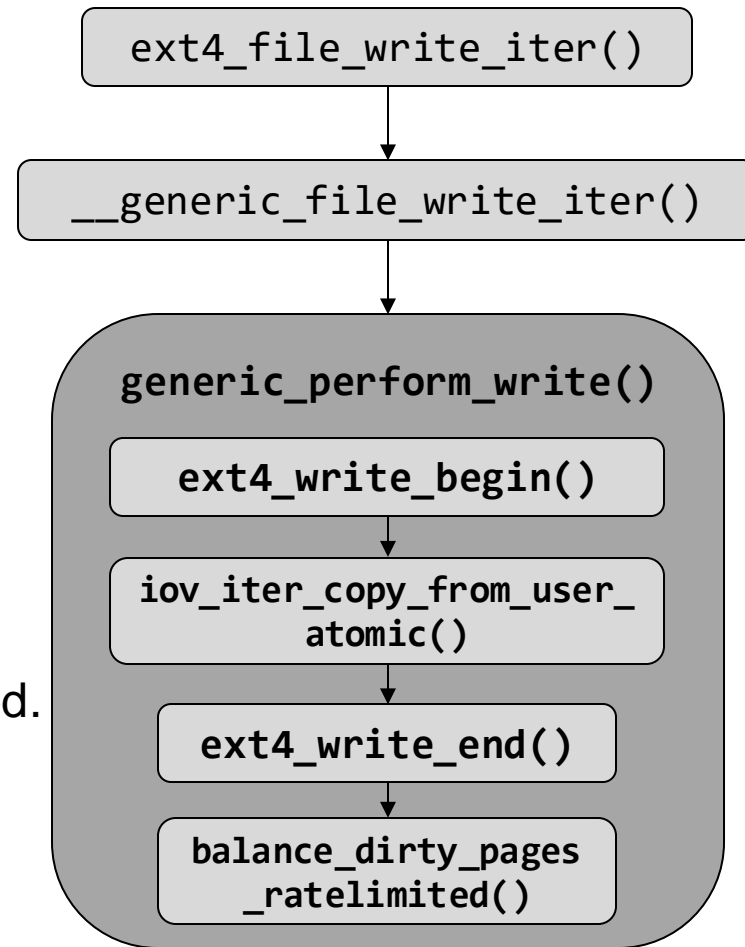 ext4_file_write_iter()
__generic_file_write_iter()
generic_perform_write()
ext4_write_begin()
iov_iter_copy_from_user_
atomic()
d.
ext4_write_end()
balance_dirty_pages
_ratelimited()